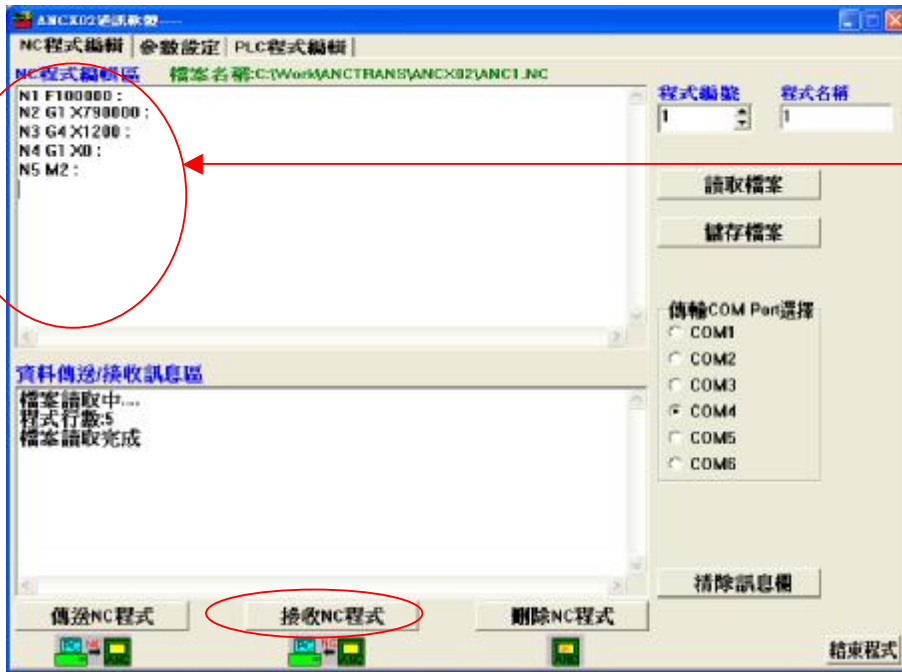 ANCX02通訊軟體-----
NC程式編輯 參數設定 PLC程式編輯
NC程式編輯區 檔案名稱:C:\Work\ANCTRANS\ANCX02\ANC1.NC
N1 F100000 :
N2 G1 X790000 :
N3 G4 X1200 :
N4 G1 X0 :
N5 M2 :
程式編號 程式名稱
1 1
讀取檔案
儲存檔案
傳輸COM Port選擇
COM1
COM2
COM3
COM4
COM5
COM6
資料傳送/接收訊息區
檔案讀取中....
程式行數:5
檔案讀取完成
清除訊息欄
傳送NC程式 接收NC程式 刪除NC程式
結束程式